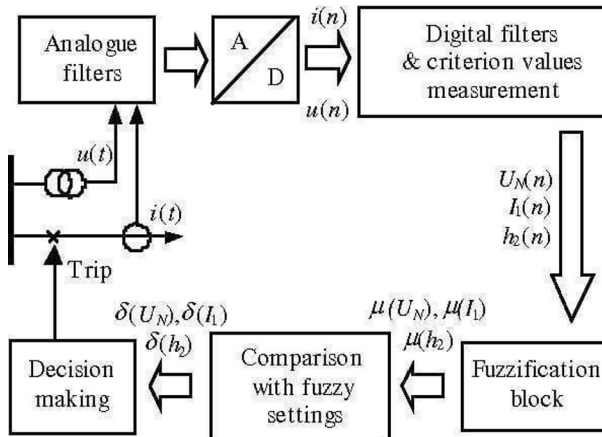 Analogue
filters
A
D
i(n)
u(n)
Digital filters
& criterion values
measurement
u(t)
i(t)
Trip
U_N(n)
I_1(n)
h_2(n)
δ(U_N),δ(I_1)
δ(h_2)
μ(U_N), μ(I_1)
μ(h_2)
Decision
making
Comparison
with fuzzy
settings
Fuzzification
block